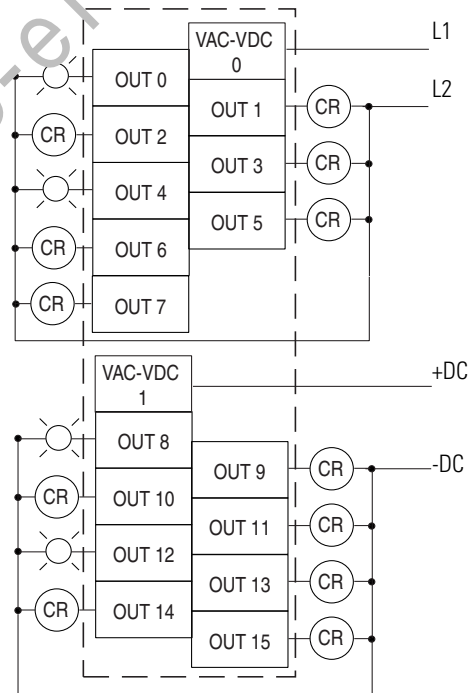 L1
VAC-VDC
0
OUT 0
L2
OUT 1
CR
CR
OUT 2
OUT 3
CR
OUT 4
OUT 5
CR
CR
OUT 6
CR
OUT 7
+DC
VAC-VDC
1
OUT 8
-DC
OUT 9
CR
CR
OUT 10
OUT 11
CR
OUT 12
OUT 13
CR
CR
OUT 14
OUT 15
CR